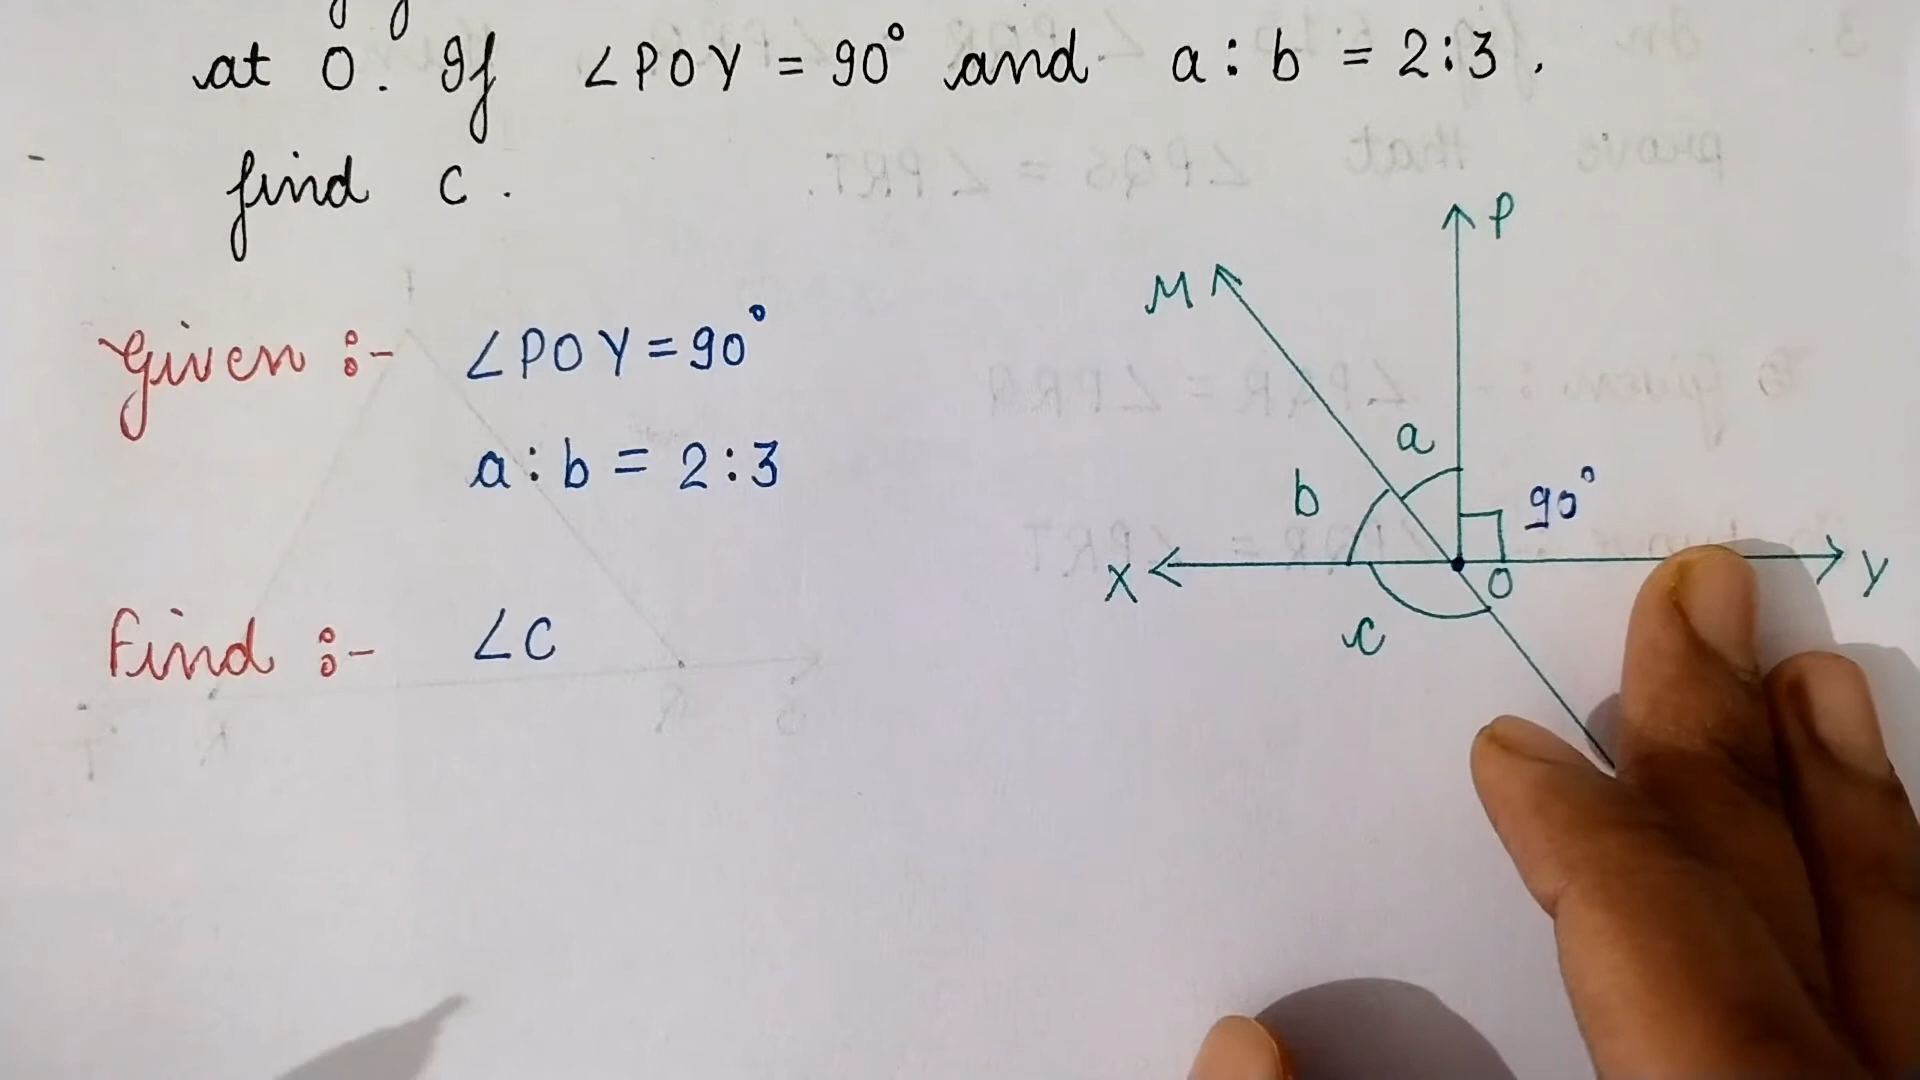 at O. If ∠POY = 90° and a : b = 2:3.
find c.
Given :- ∠POY = 90°
a : b = 2:3
Find :- ∠C
P
M
a
b
90°
X
O
Y
c